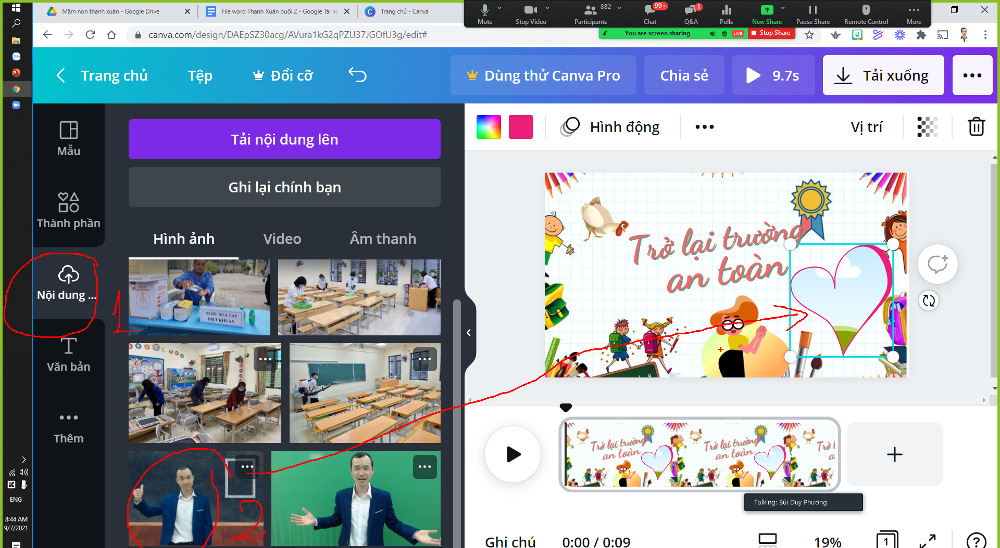 Mầm non thanh xuân - Google Drive
File word Thanh Xuân buổi 2 - Google Tài liệ
Trang chủ - Canva
Mute
Stop Video
882
Participants
99+
Chat
1
Q&A
Polls
New Share
Pause Share
Remote Control
More
canva.com/design/DAEpSZ30acg/AVura1kG2qPZU37JGOfU3g/edit#
You are screen sharing
LIVE
Stop Share
Trang chủ
Tệp
Đổi cỡ
Dùng thử Canva Pro
Chia sẻ
9.7s
Tải xuống
Zalo
Mẫu
Thành phần
Nội dung ...
Văn bản
Thêm
Tải nội dung lên
Ghi lại chính bạn
Hình ảnh
Video
Âm thanh
1
NƯỚC RỬA TAY
DIỆT KHUẨN
2
Hình động
Vị trí
Trở lại trường
an toàn
Trở lại trường
an toàn
Trở lại trường
an toàn
Trở lạ
an
Talking: Bùi Duy Phương
Ghi chú
0:00 / 0:09
19%
1
?
ENG
8:44 AM
9/7/2021